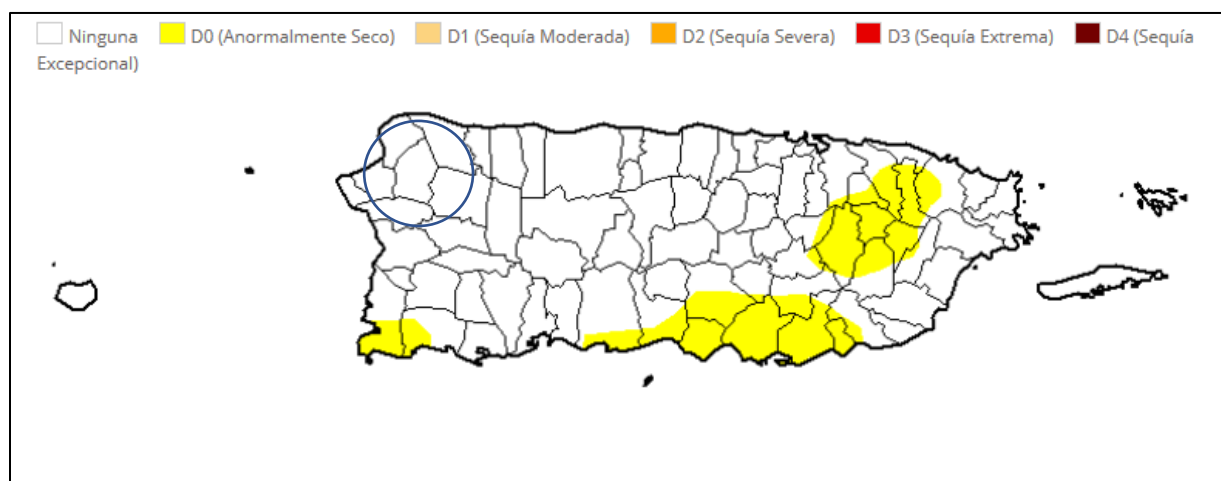 Ninguna D0 (Anormalmente Seco) D1 (Sequía Moderada) D2 (Sequía Severa) D3 (Sequía Extrema) D4 (Sequía
Excepcional)